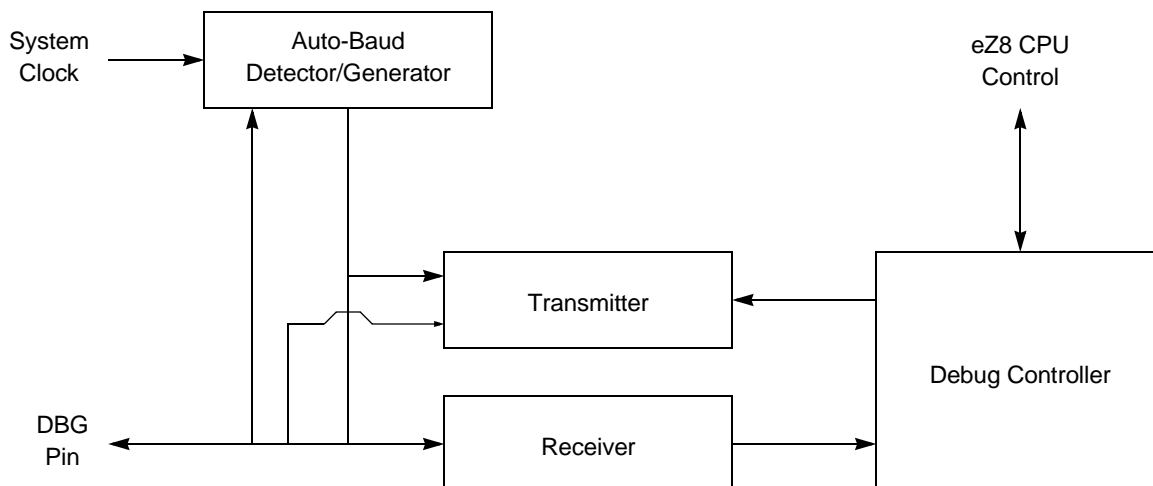 System
Clock
Auto-Baud
Detector/Generator
eZ8 CPU
Control
Transmitter
Debug Controller
DBG
Pin
Receiver